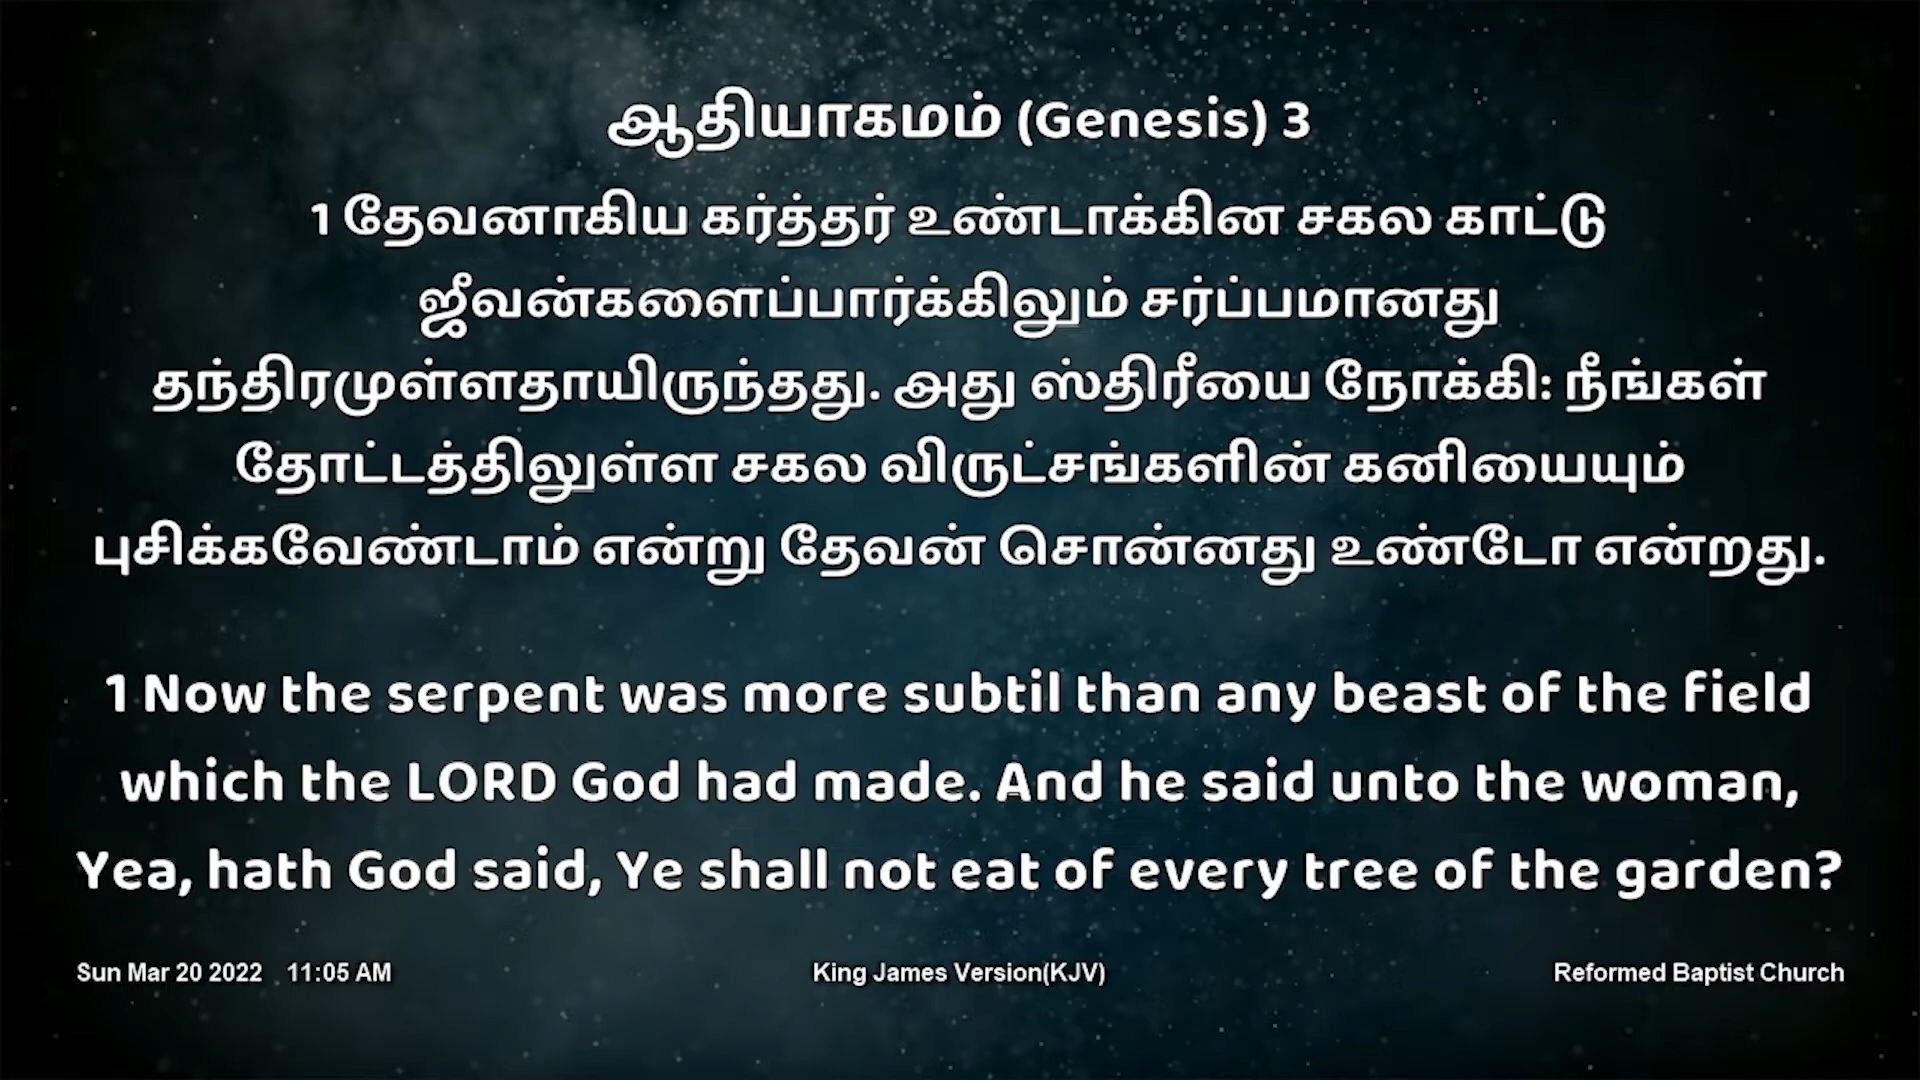 ஆதியாகமம் (Genesis) 3
1 தேவனாகிய கர்த்தர் உண்டாக்கின சகல காட்டு
ஜீவன்களைப்பார்க்கிலும் சர்ப்பமானது
தந்திரமுள்ளதாயிருந்தது. அது ஸ்திரீயை நோக்கி: நீங்கள்
தோட்டத்திலுள்ள சகல விருட்சங்களின் கனியையும்
புசிக்கவேண்டாம் என்று தேவன் சொன்னது உண்டோ என்றது.
1 Now the serpent was more subtil than any beast of the field
which the LORD God had made. And he said unto the woman,
Yea, hath God said, Ye shall not eat of every tree of the garden?
Sun Mar 20 2022 11:05 AM King James Version(KJV) Reformed Baptist Church